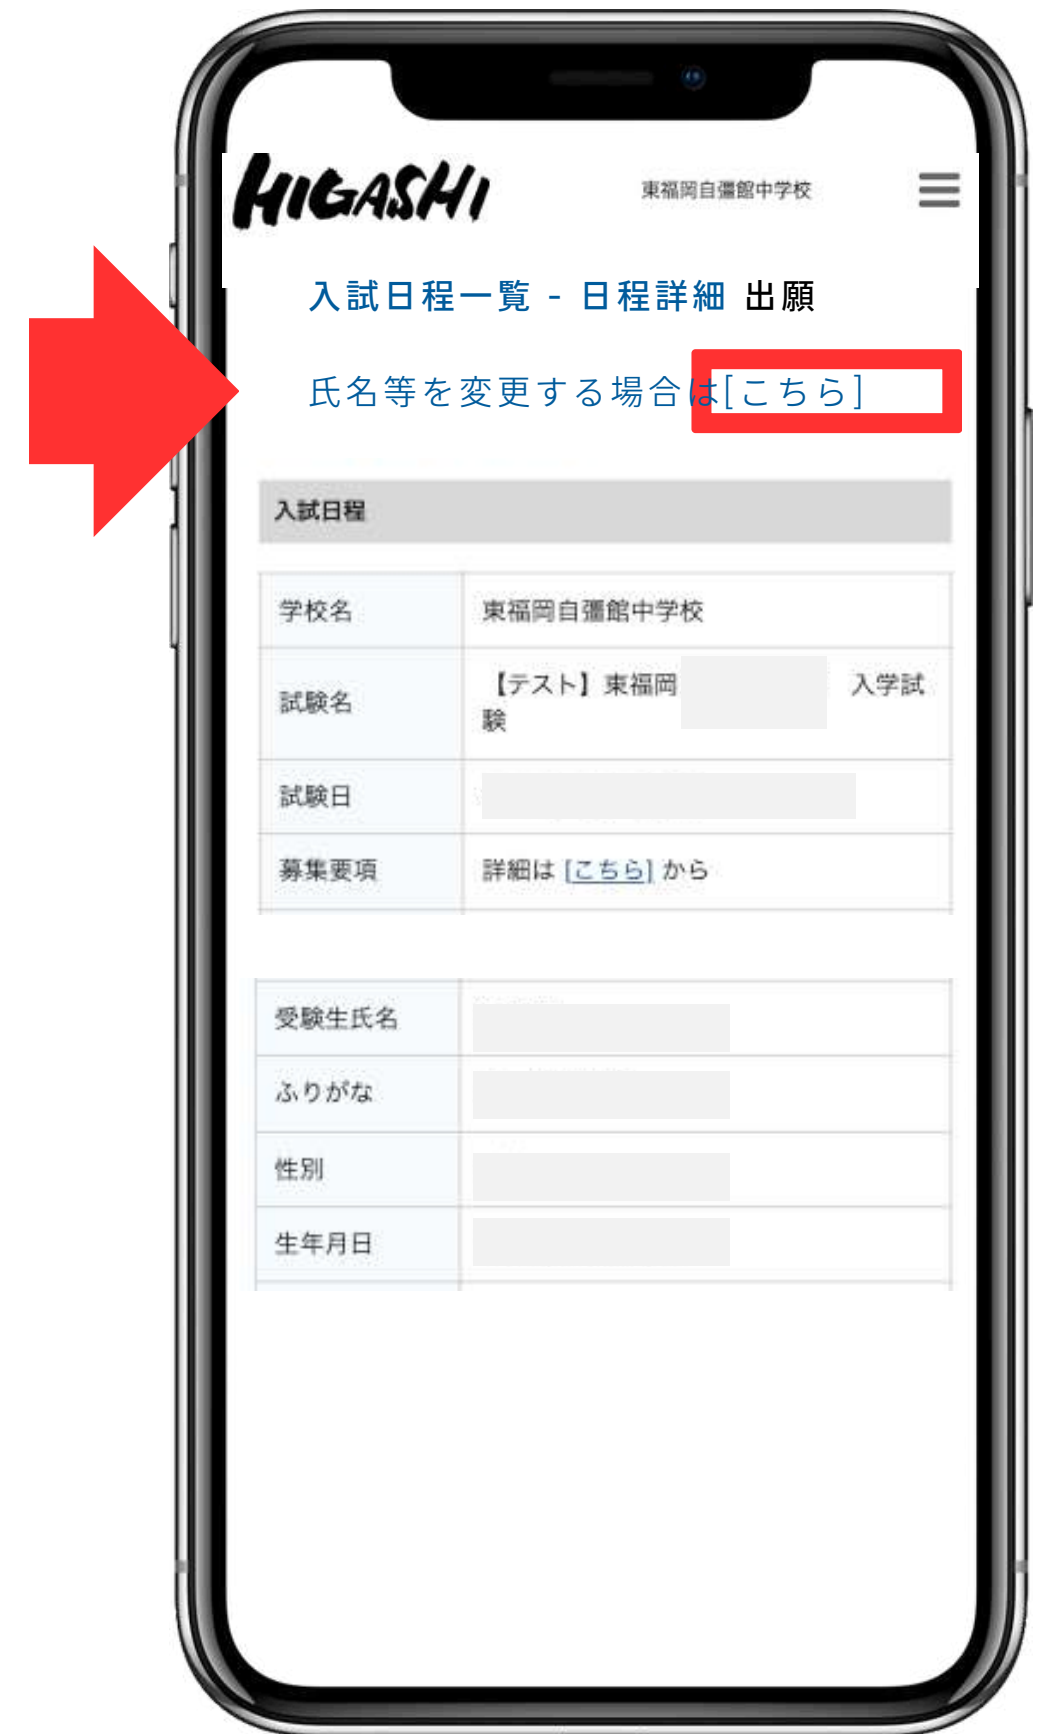 HIGASHI
東福岡自彊館中学校
入試日程一覧 - 日程詳細 出願
氏名等を変更する場合は[こちら]
入試日程
学校名 東福岡自彊館中学校
試験名 【テスト】東福岡 入学試
験
試験日
募集要項 詳細は [こちら] から
受験生氏名
ふりがな
性別
生年月日